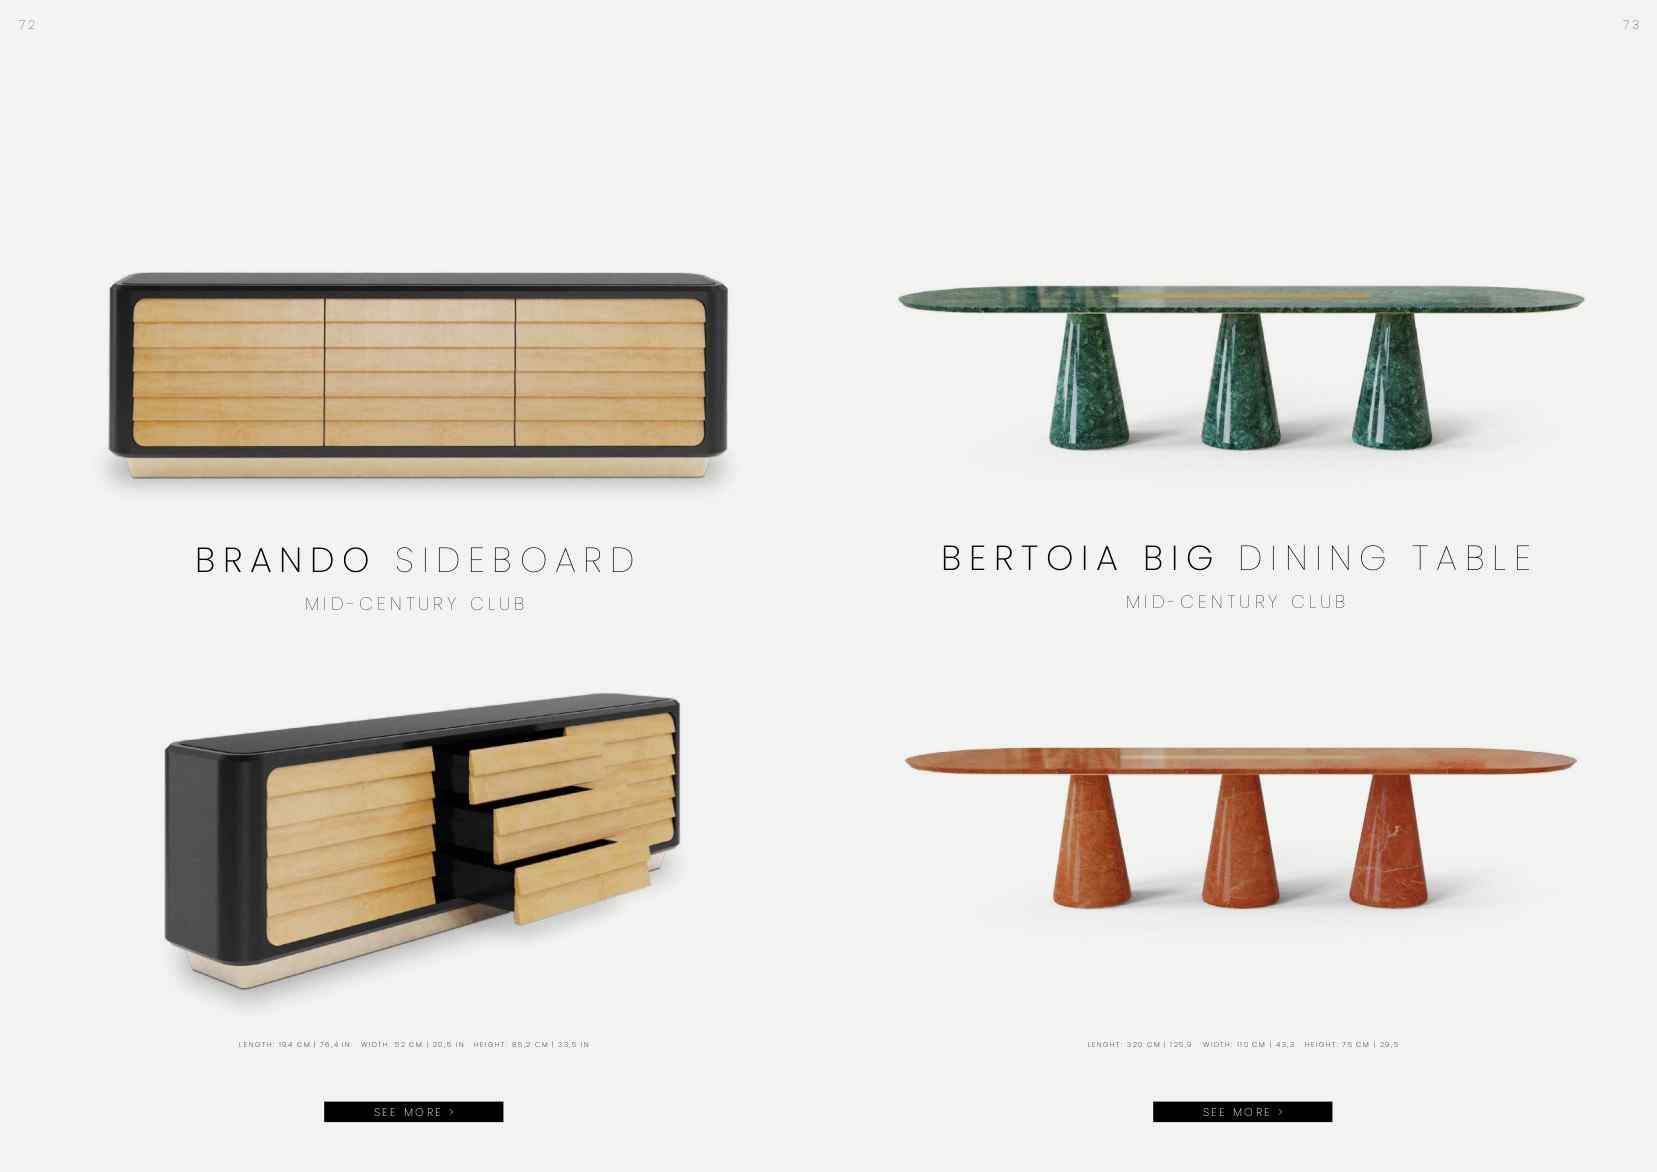 72
73
BRANDO SIDEBOARD
MID-CENTURY CLUB
LENGTH: 194 CM | 76,4 IN WIDTH: 52 CM | 20,5 IN HEIGHT: 85,2 CM | 33,5 IN
SEE MORE >
BERTOIA BIG DINING TABLE
MID-CENTURY CLUB
LENGHT: 320 CM | 125,9 WIDTH: 110 CM | 43,3 HEIGHT: 75 CM | 29,5
SEE MORE >